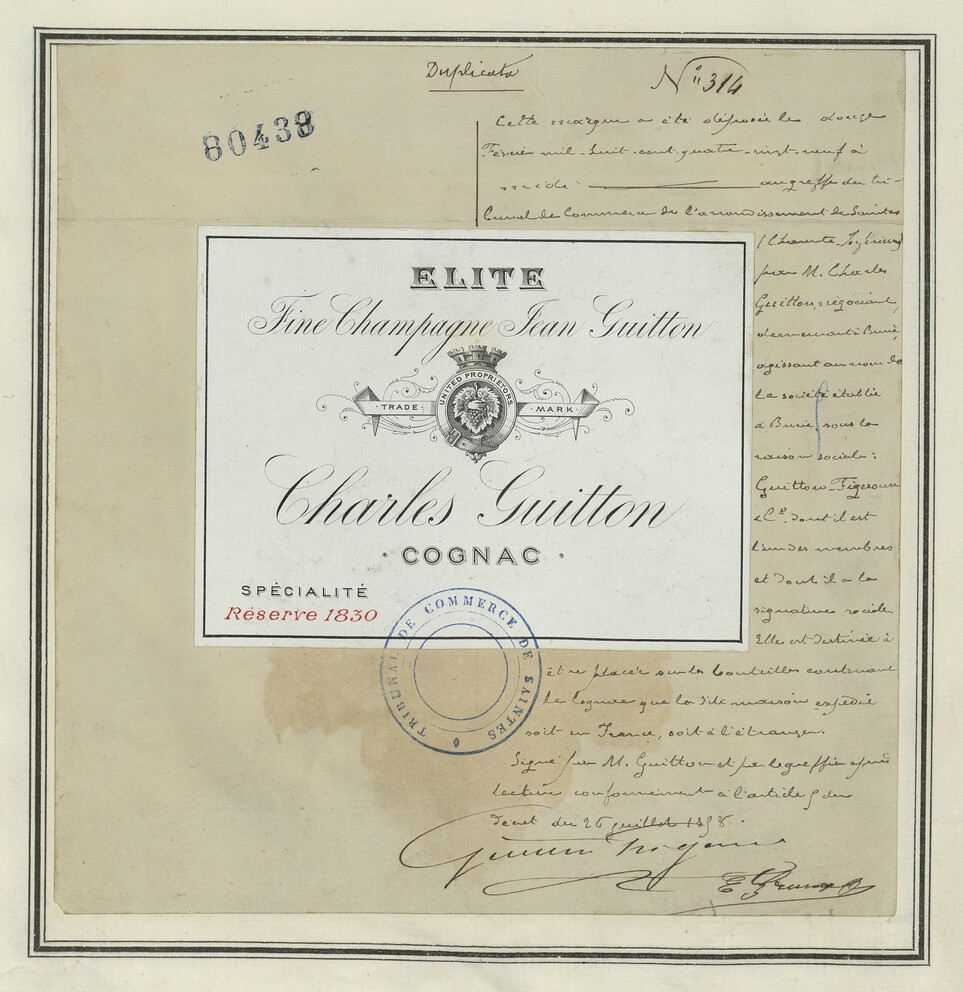 Duplicata
N° 314
80438
Cette marque a été déposée le douze
Février mil-huit-cent-quatre-vingt-neuf à
midi au greffe du tri-
bunal de Commerce de l'arrondissement de Saintes
(Charente-Inférieure)
par M. Charles
Guitton, négociant,
demeurant à Burie,
agissant au nom de
la société établie
à Burie, sous la
raison sociale :
Guitton-
& Cie, dont il est
l'un des membres
et dont il a la
signature sociale
Elle est destinée à
être placée sur les bouteilles contenant
le cognac que la dite maison expédie
soit en France, soit à l'étranger.
Signé par M. Guitton et par le greffier après
lecture conformément à l'article 5 du
décret du 26 juillet 1858.
ELITE
Fine Champagne Jean Guitton
UNITED PROPRIETORS
· TRADE · · MARK ·
Charles Guitton
· COGNAC ·
SPÉCIALITÉ
Réserve 1830
TRIBUNAL DE COMMERCE DE SAINTES